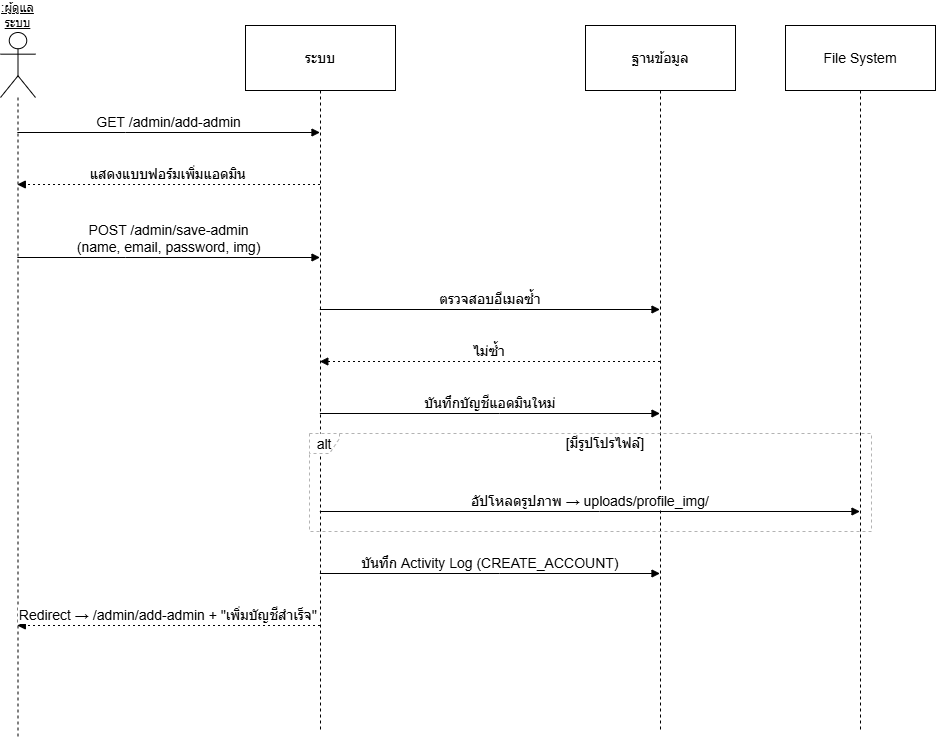 :ผู้ดูแล
ระบบ
ระบบ
ฐานข้อมูล
File System
GET /admin/add-admin
แสดงแบบฟอร์มเพิ่มแอดมิน
POST /admin/save-admin
(name, email, password, img)
ตรวจสอบอีเมลซ้ำ
ไม่ซ้ำ
บันทึกบัญชีแอดมินใหม่
alt
[มีรูปโปรไฟล์]
อัปโหลดรูปภาพ → uploads/profile_img/
บันทึก Activity Log (CREATE_ACCOUNT)
Redirect → /admin/add-admin + "เพิ่มบัญชีสำเร็จ"